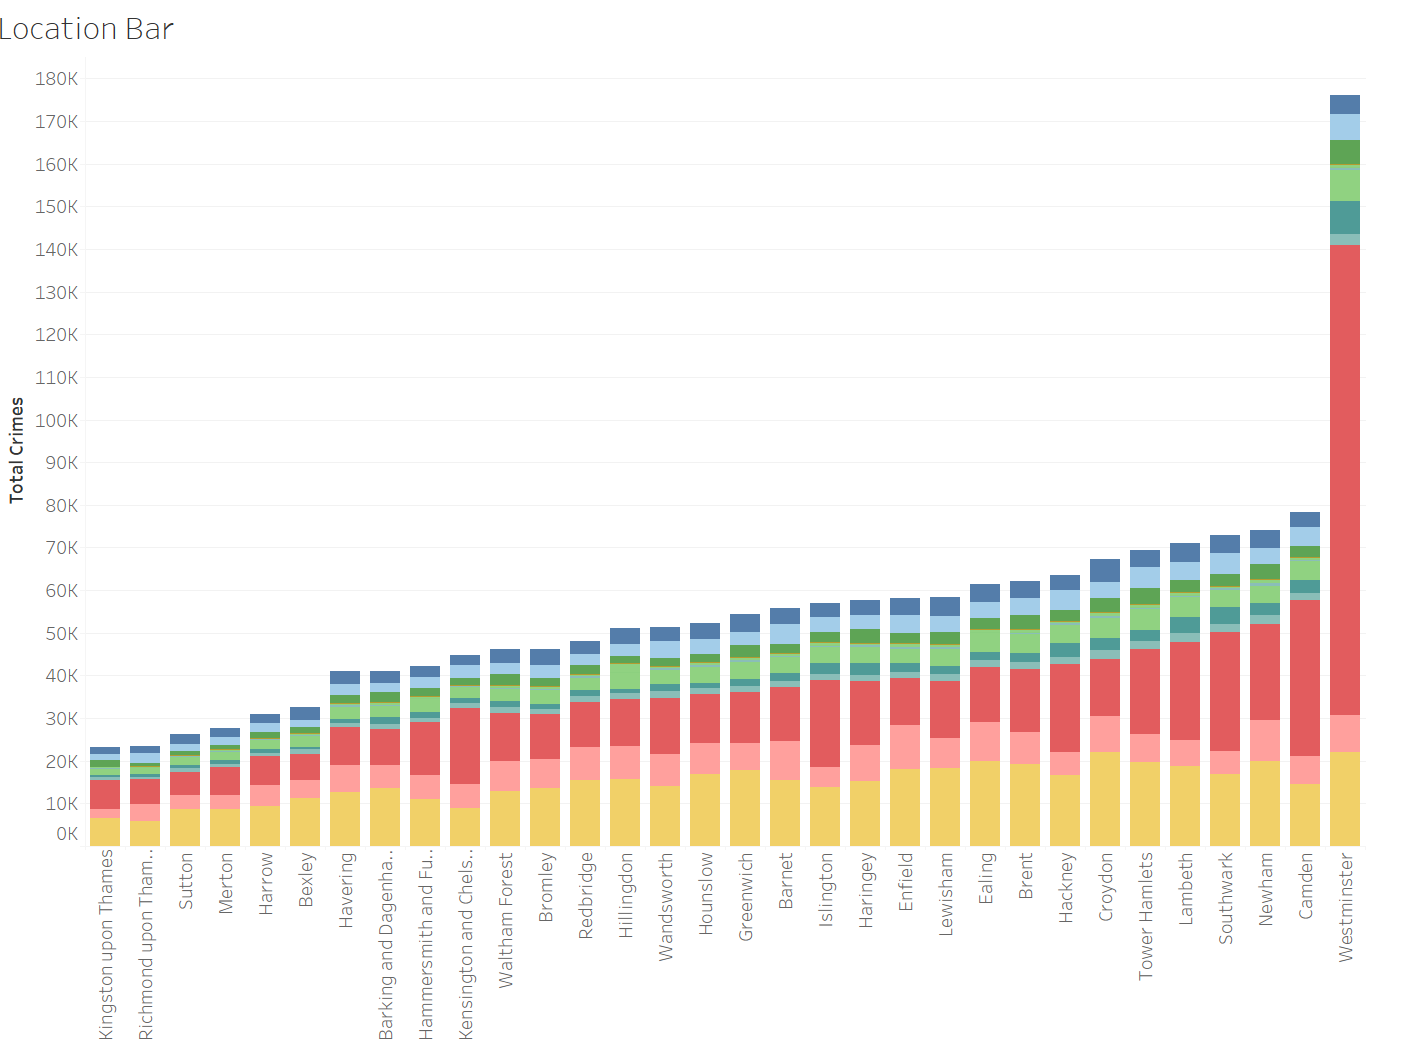 Location Bar
180K
170K
160K
150K
140K
130K
120K
110K
100K
90K
80K
70K
60K
50K
40K
30K
20K
10K
0K
Total Crimes
Kingston upon Thames
Richmond upon Tham..
Sutton
Merton
Harrow
Bexley
Havering
Barking and Dagenha..
Hammersmith and Fu..
Kensington and Chels..
Waltham Forest
Bromley
Redbridge
Hillingdon
Wandsworth
Hounslow
Greenwich
Barnet
Islington
Haringey
Enfield
Lewisham
Ealing
Brent
Hackney
Croydon
Tower Hamlets
Lambeth
Southwark
Newham
Camden
Westminster